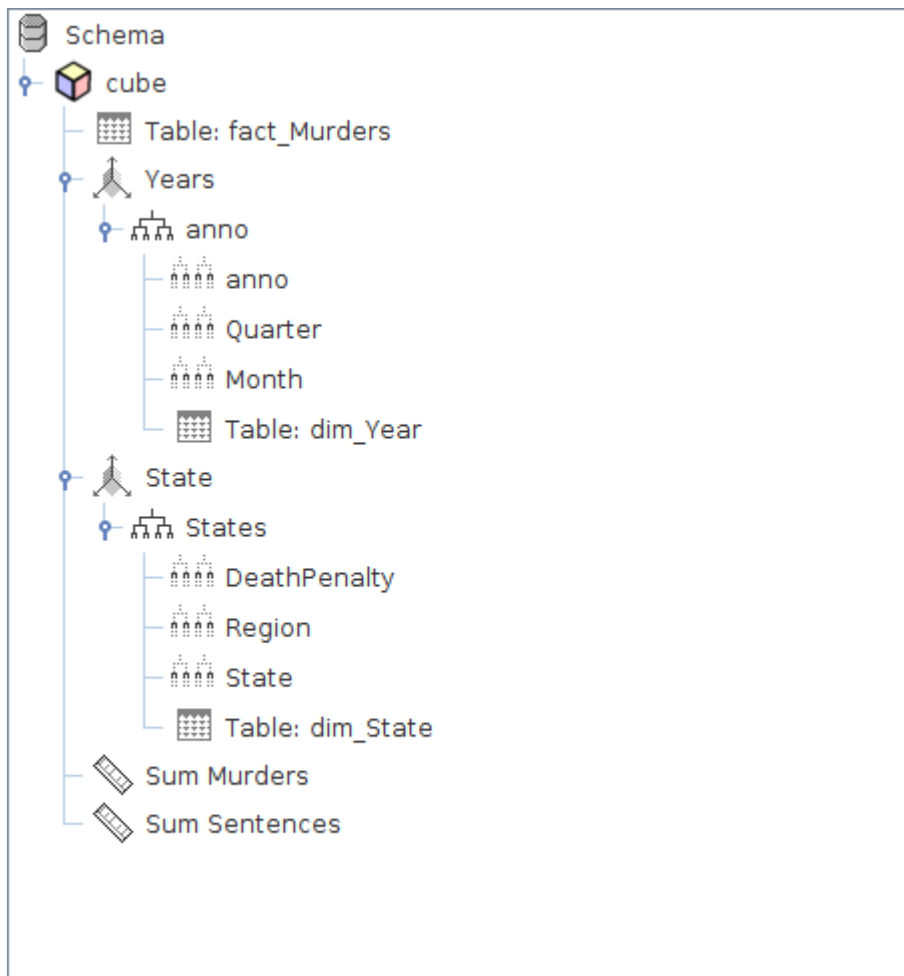 Schema
cube
Table: fact_Murders
Years
anno
anno
Quarter
Month
Table: dim_Year
State
States
DeathPenalty
Region
State
Table: dim_State
Sum Murders
Sum Sentences